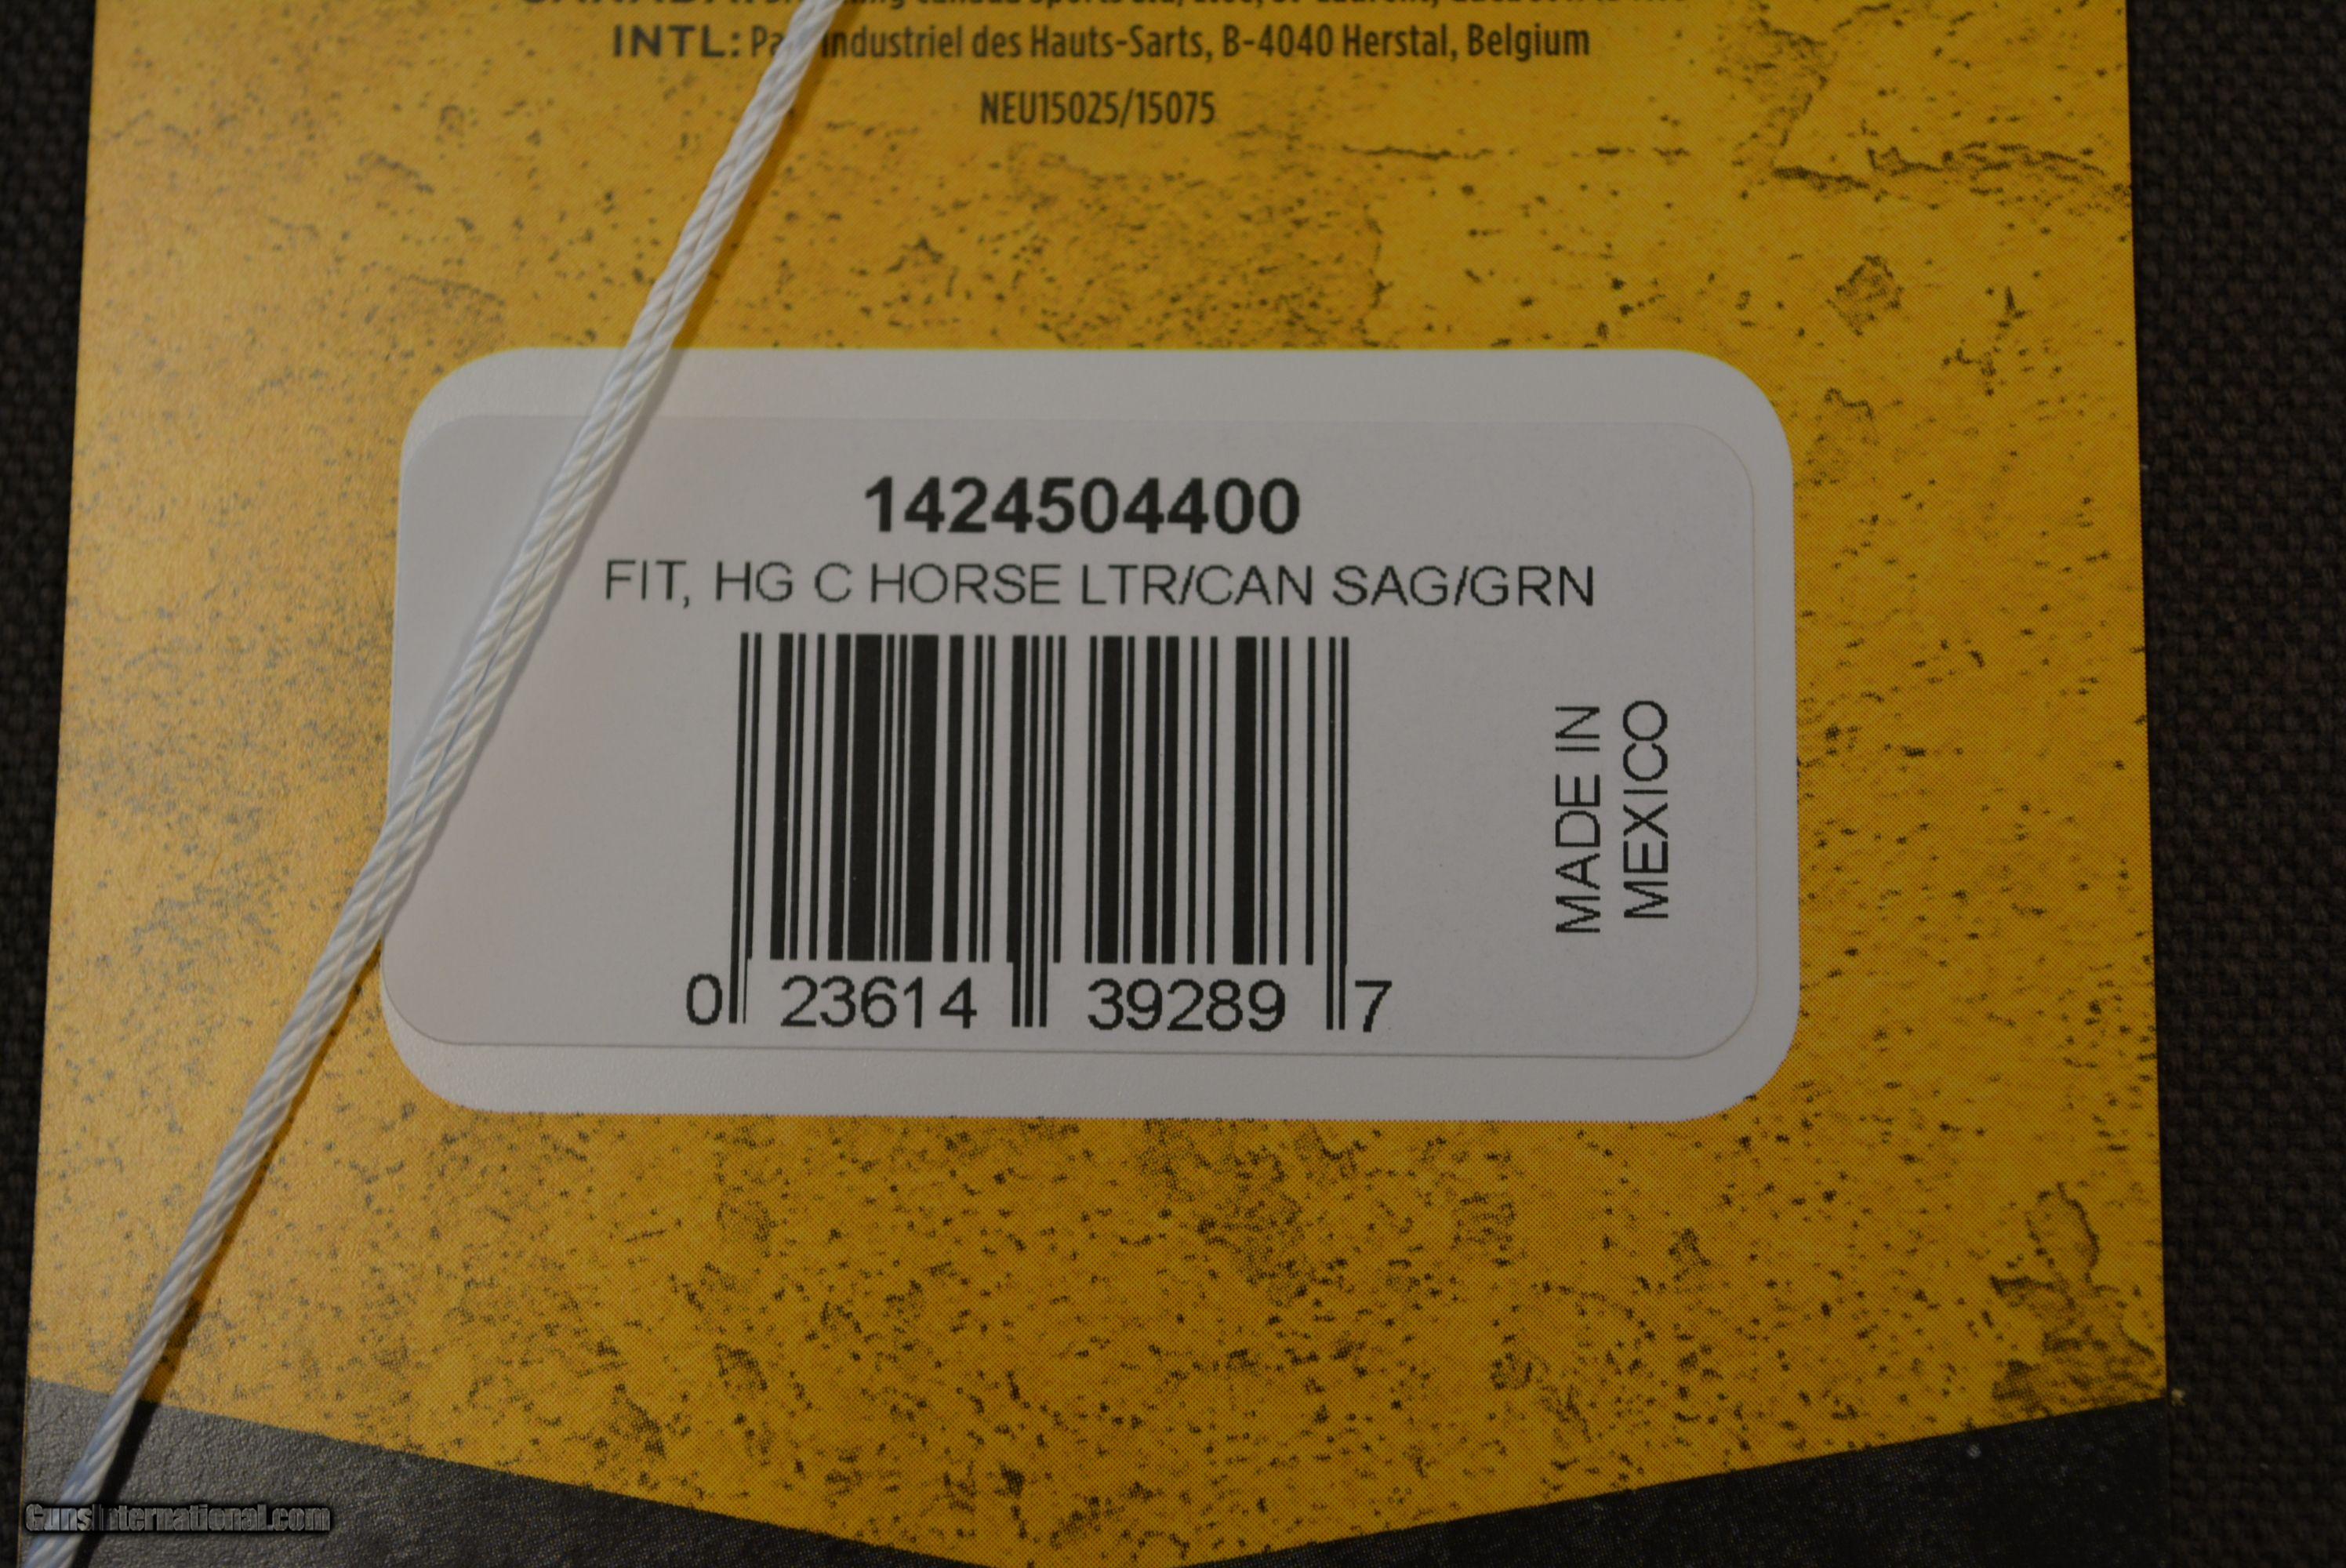 INTL: Pa industriel des Hauts-Sarts, B-4040 Herstal, Belgium
NEU15025/15075
1424504400
FIT, HG C HORSE LTR/CAN SAG/GRN
0 23614 39289 7
MADE IN
MEXICO
GunsInternational.com